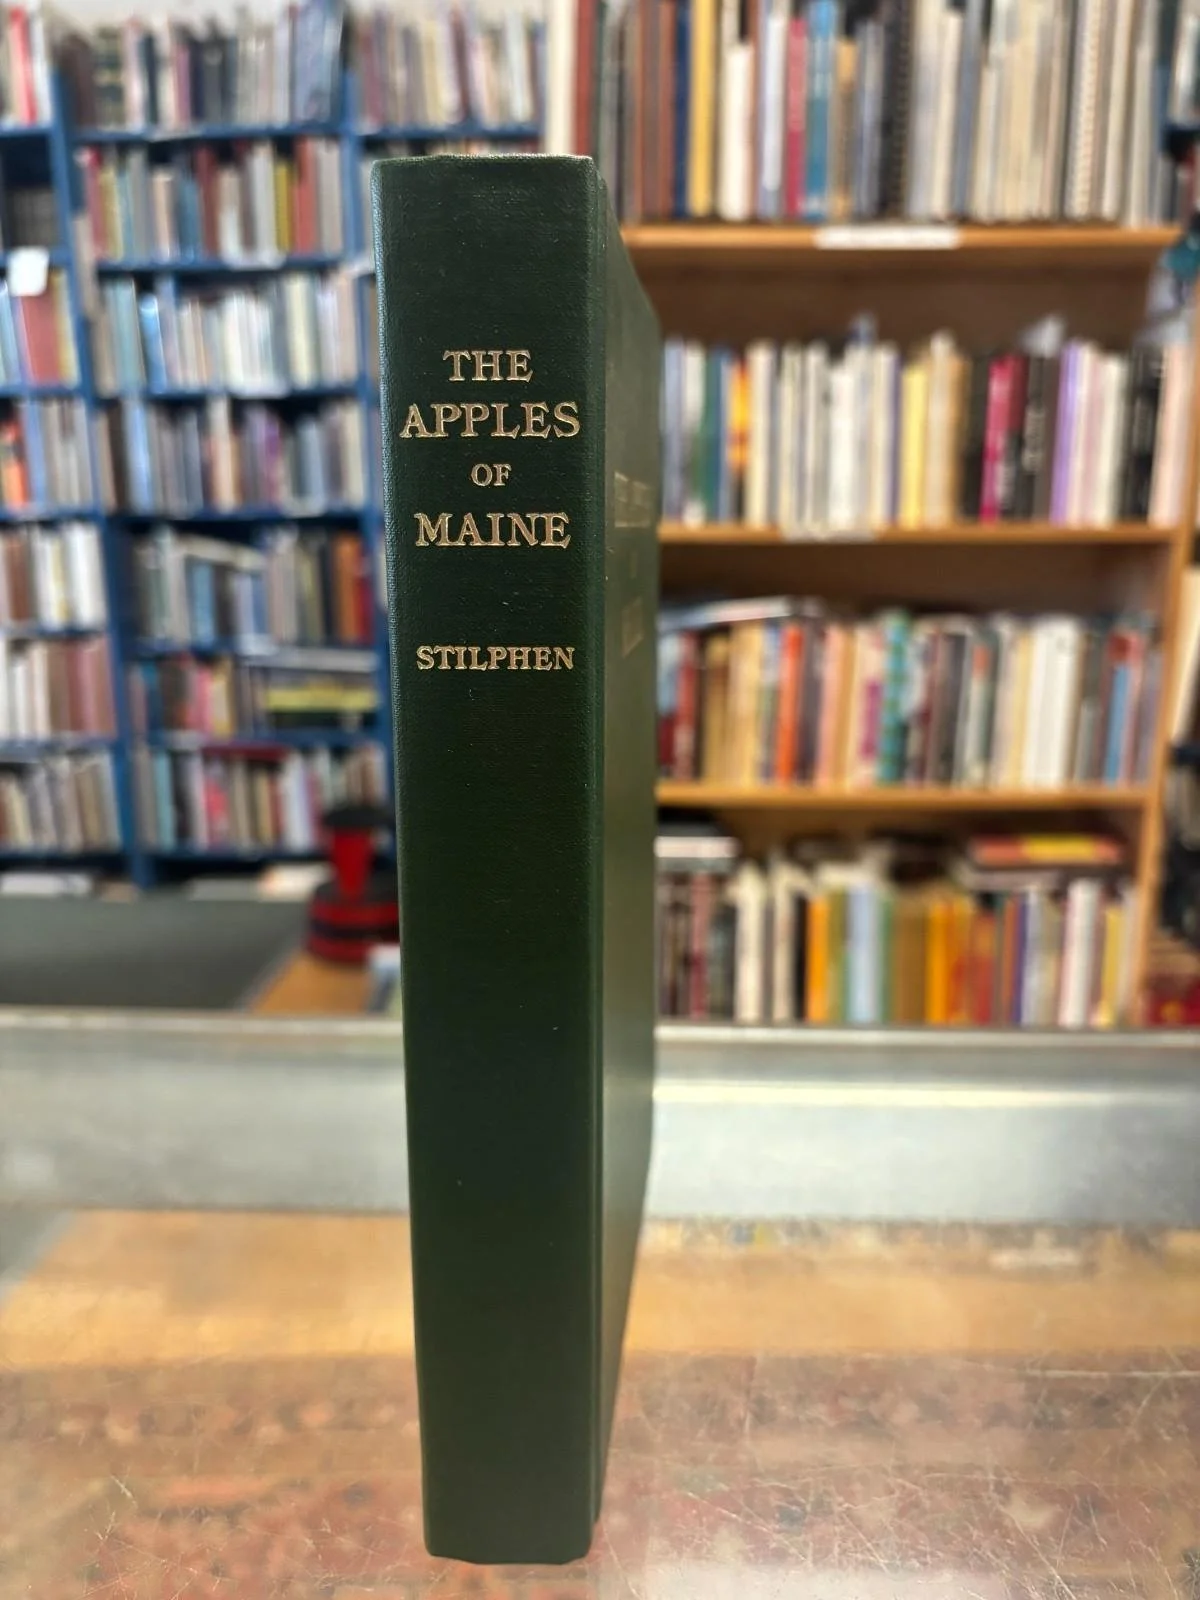 THE
APPLES
OF
MAINE
STILPHEN